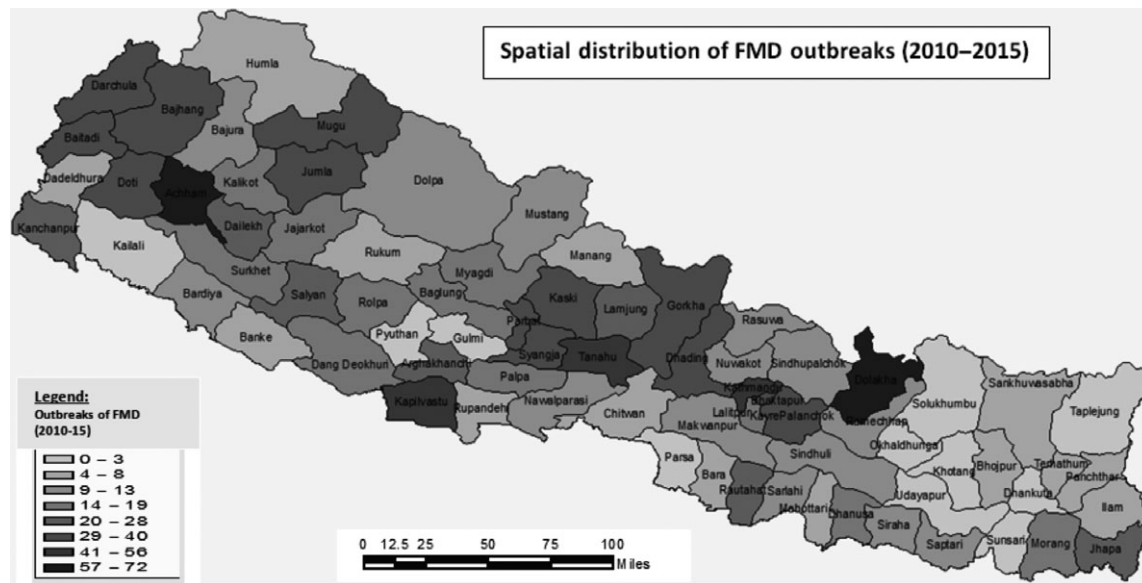 Spatial distribution of FMD outbreaks (2010–2015)
Humla
Darchula
Bajhang
Baitadi
Bajura
Mugu
Dadeldhura
Doti
Achham
Kalikot
Jumla
Dolpa
Mustang
Kanchanpur
Kailali
Dailekh
Jajarkot
Rukum
Manang
Surkhet
Myagdi
Bardiya
Salyan
Rolpa
Baglung
Kaski
Lamjung
Gorkha
Parbat
Rasuwa
Banke
Pyuthan
Gulmi
Syangja
Tanahu
Dhading
Nuwakot
Sindhupalchok
Dang Deokhuri
Arghakhanchi
Palpa
Dolakha
Sankhuwasabha
Taplejung
Solukhumbu
Kapilvastu
Rupandehi
Nawalparasi
Chitwan
Bhaktapur
Lalitpur
KavrePalanchok
Ramechhap
Makwanpur
Okhaldhunga
Sindhuli
Khotang
Bhojpur
Terhathum
Panchthar
Parsa
Bara
Rautahat
Sarlahi
Mahottari
Dhanusa
Siraha
Saptari
Udayapur
Dhankuta
Ilam
Sunsari
Morang
Jhapa
Legend:
Outbreaks of FMD
(2010-15)
0 – 3
4 – 8
9 – 13
14 – 19
20 – 28
29 – 40
41 – 56
57 – 72
0 12.5 25 50 75 100
Miles